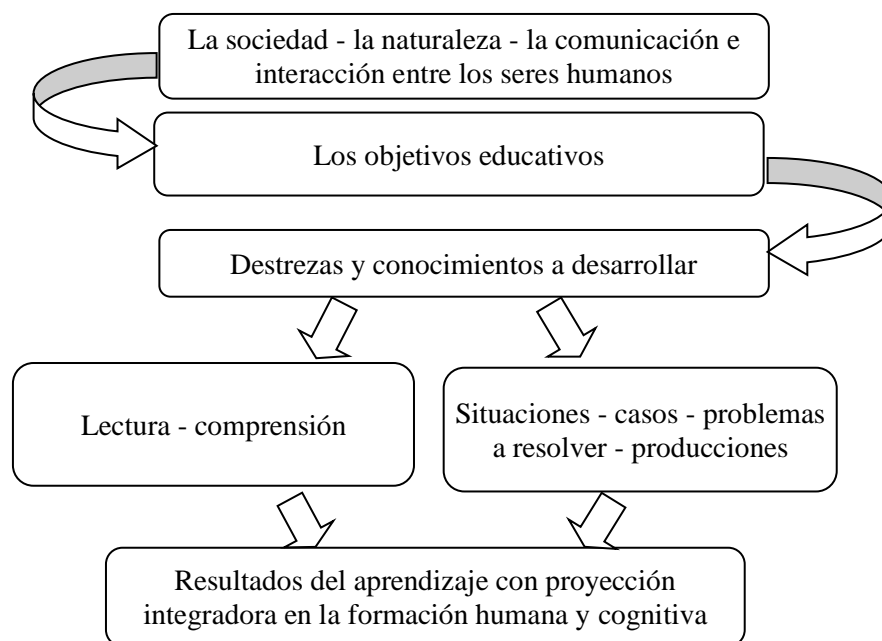 La sociedad - la naturaleza - la comunicación e
interacción entre los seres humanos
Los objetivos educativos
Destrezas y conocimientos a desarrollar
Lectura - comprensión
Situaciones - casos - problemas
a resolver - producciones
Resultados del aprendizaje con proyección
integradora en la formación humana y cognitiva